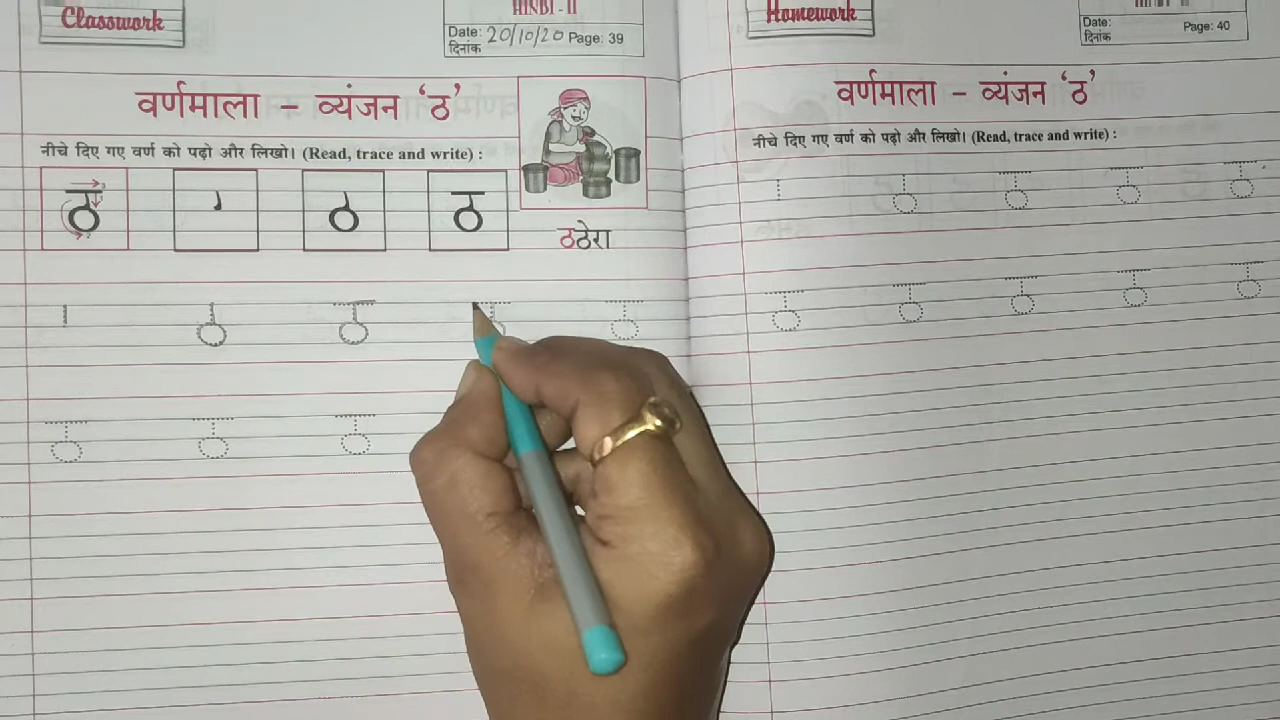 Classwork
HINDI - II
Date: 20/10/20 Page: 39
दिनांक
वर्णमाला – व्यंजन ‘ठ’
नीचे दिए गए वर्ण को पढ़ो और लिखो। (Read, trace and write) :
ठ ठ
ठठेरा
ठ ठ ठ
ठ ठ ठ
Homework
Date: Page: 40
दिनांक
वर्णमाला – व्यंजन ‘ठ’
नीचे दिए गए वर्ण को पढ़ो और लिखो। (Read, trace and write) :
ठ ठ ठ
ठ ठ ठ ठ ठ